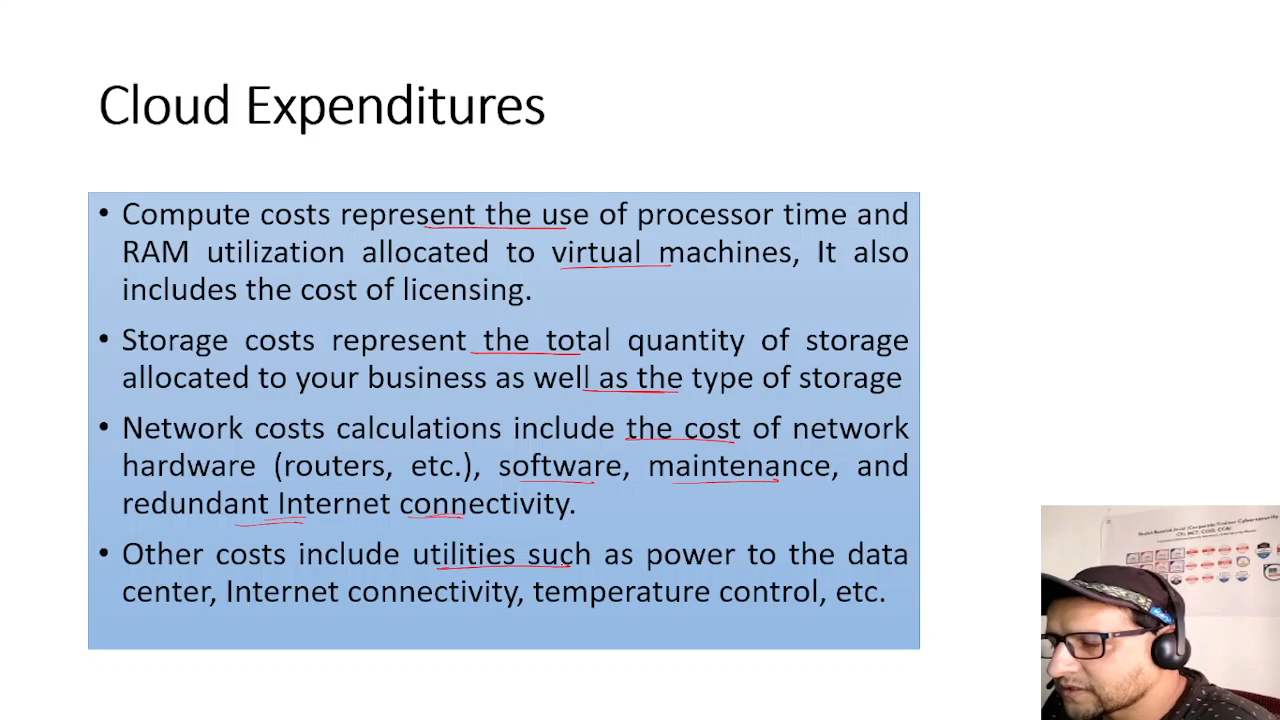 Cloud Expenditures
• Compute costs represent the use of processor time and
RAM utilization allocated to virtual machines, It also
includes the cost of licensing.
• Storage costs represent the total quantity of storage
allocated to your business as well as the type of storage
• Network costs calculations include the cost of network
hardware (routers, etc.), software, maintenance, and
redundant Internet connectivity.
• Other costs include utilities such as power to the data
center, Internet connectivity, temperature control, etc.